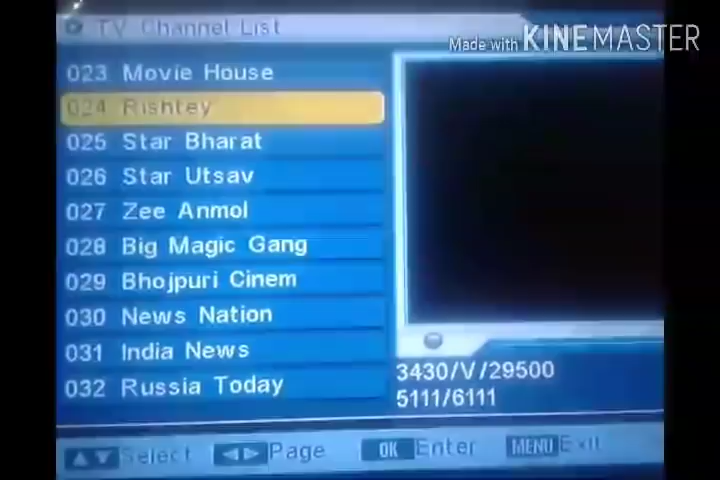 TV Channel List
Made with KINEMASTER
023 Movie House
024 Rishtey
025 Star Bharat
026 Star Utsav
027 Zee Anmol
028 Big Magic Gang
029 Bhojpuri Cinem
030 News Nation
031 India News
032 Russia Today
3430/V/29500
5111/6111
Select Page OK Enter MENU Exit